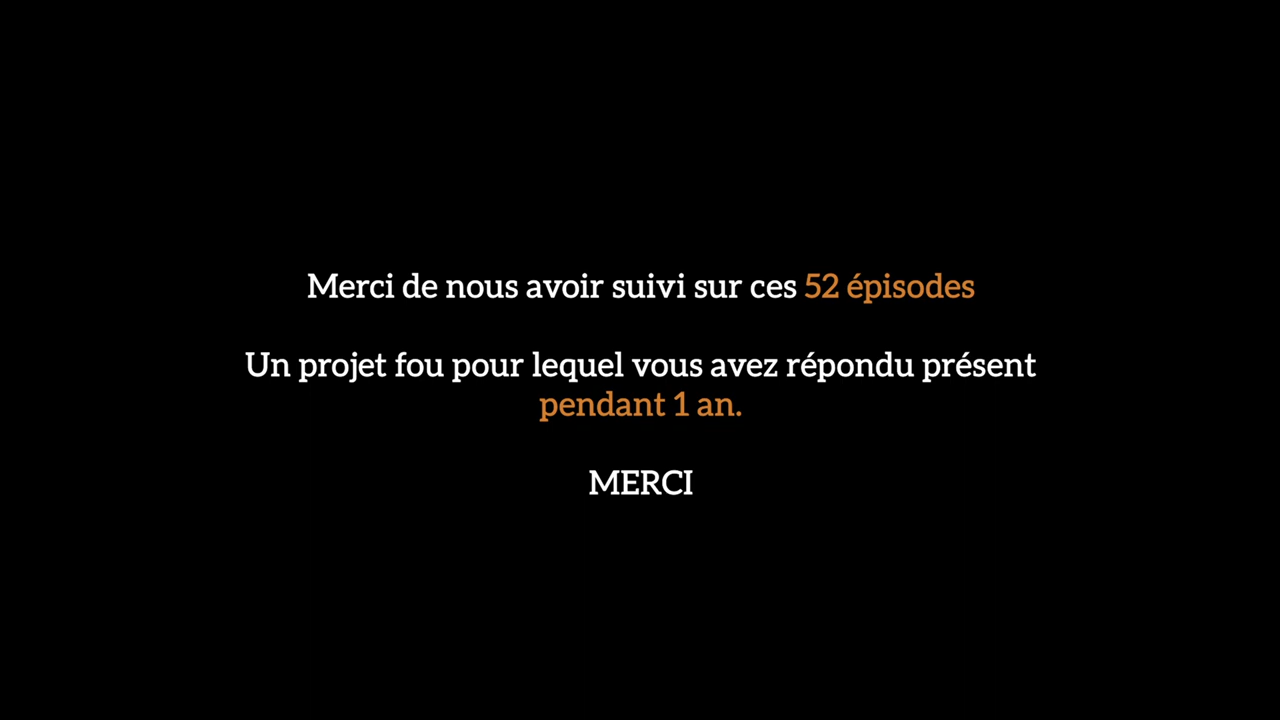 Merci de nous avoir suivi sur ces 52 épisodes
Un projet fou pour lequel vous avez répondu présent
pendant 1 an.
MERCI